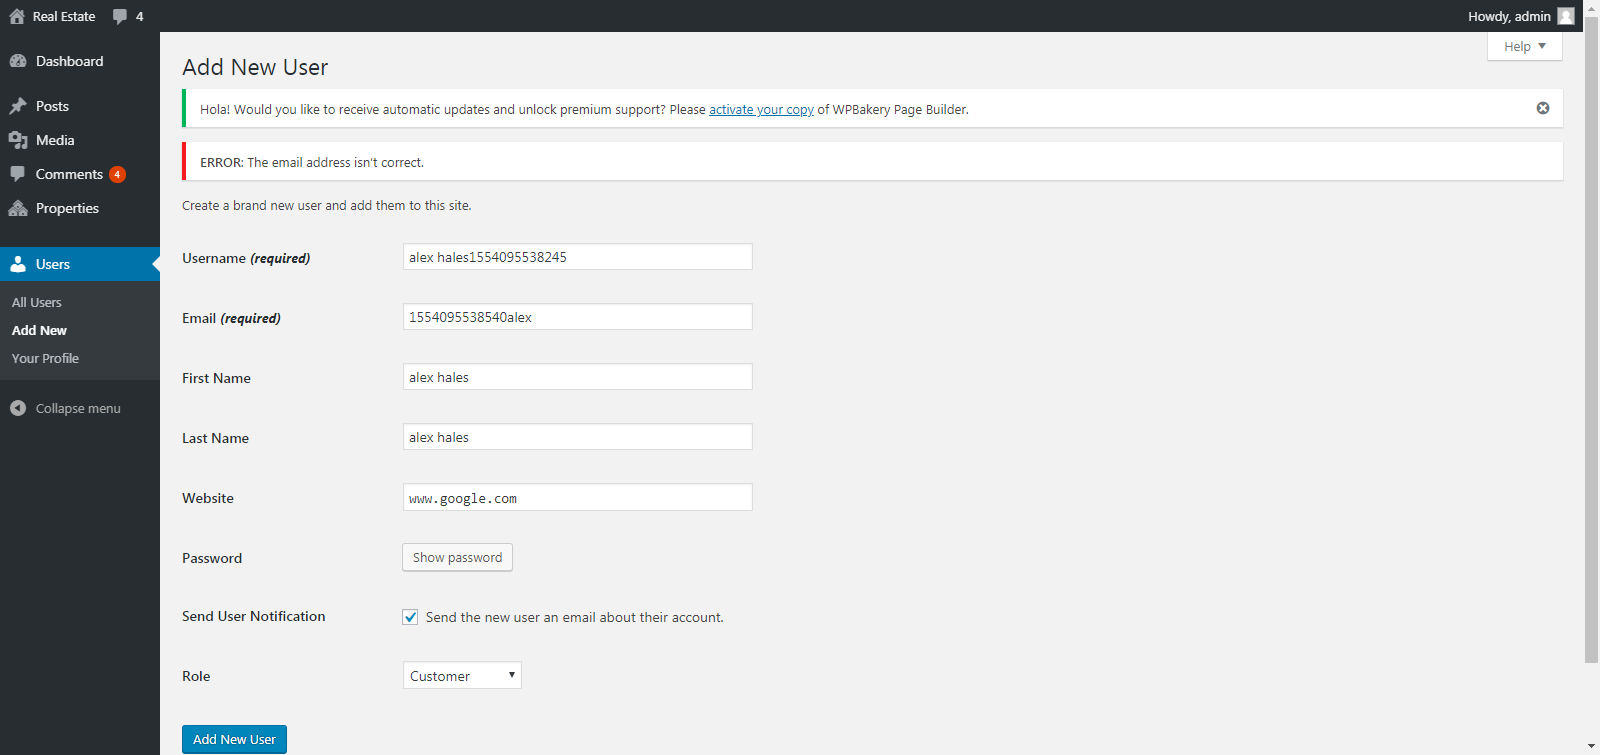 Real Estate 4 Howdy, admin
Help
Dashboard
Posts
Media
Comments 4
Properties
Users
All Users
Add New
Your Profile
Collapse menu
Add New User
Hola! Would you like to receive automatic updates and unlock premium support? Please activate your copy of WPBakery Page Builder.
ERROR: The email address isn't correct.
Create a brand new user and add them to this site.
Username (required) alex hales1554095538245
Email (required) 1554095538540alex
First Name alex hales
Last Name alex hales
Website www.google.com
Password Show password
Send User Notification Send the new user an email about their account.
Role Customer
Add New User